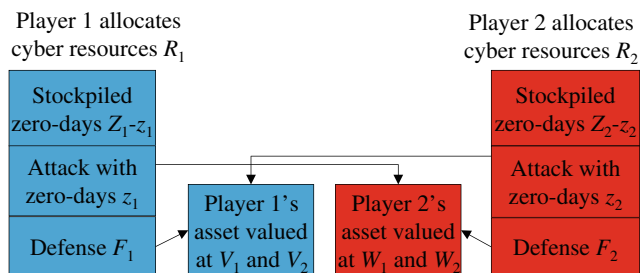 Player 1 allocates
cyber resources R₁
Player 2 allocates
cyber resources R₂
Stockpiled
zero-days Z₁-z₁
Attack with
zero-days z₁
Defense F₁
Player 1's
asset valued
at V₁ and V₂
Player 2's
asset valued
at W₁ and W₂
Stockpiled
zero-days Z₂-z₂
Attack with
zero-days z₂
Defense F₂